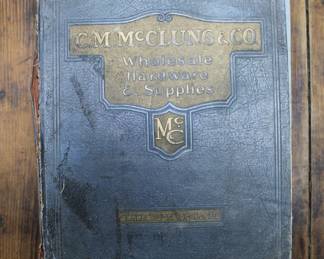 C.M. McCLUNG & CO.
Wholesale
Hardware
& Supplies
McC